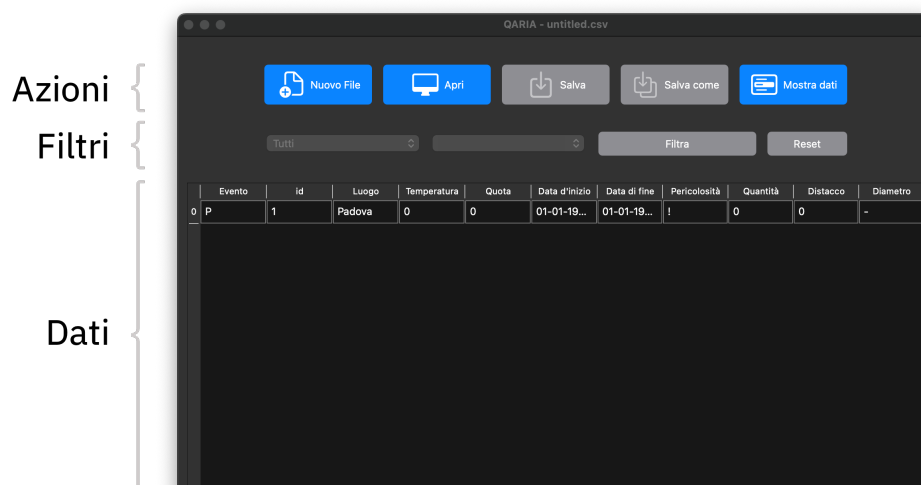 QARIA - untitled.csv
Azioni
Nuovo File Apri Salva Salva come Mostra dati
Filtri
Tutti Filtra Reset
Evento id Luogo Temperatura Quota Data d'inizio Data di fine Pericolosità Quantità Distacco Diametro
0 P 1 Padova 0 0 01-01-19... 01-01-19... ! 0 0 -
Dati